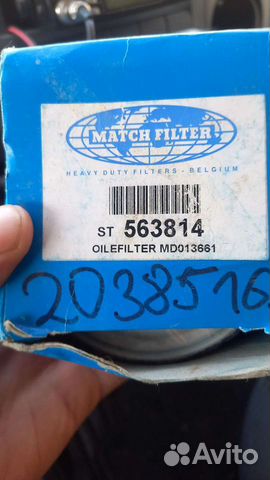 MATCH FILTER
HEAVY DUTY FILTERS - BELGIUM
ST 563814
OILEFILTER MD013661
2038516
Avito